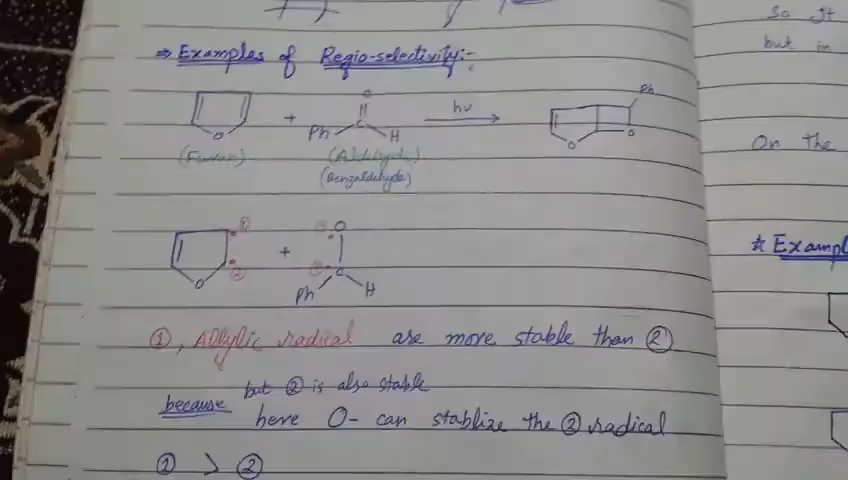 ⇒ Examples of Regio-selectivity:-
O + Ph C O H hν O O Ph
(Furan) (Aldehyde)
(Benzaldehyde)
① ② O + ① O ② C Ph H
①, Allylic radical are more stable than ②
but ② is also stable
because here O- can stablize the ② radical
① > ②
So It
but in
On the
☆ Exampl